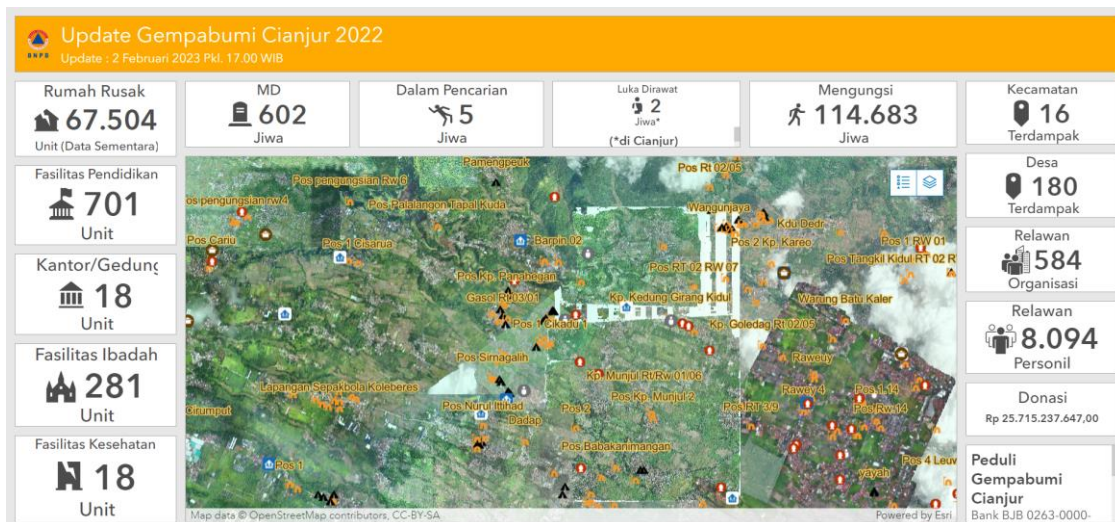 BNPB
Update Gempabumi Cianjur 2022
Update : 2 Februari 2023 Pkl. 17.00 WIB
Rumah Rusak
67.504
Unit (Data Sementara)
MD
602
Jiwa
Dalam Pencarian
5
Jiwa
Luka Dirawat
2
Jiwa*
(*di Cianjur)
Mengungsi
114.683
Jiwa
Kecamatan
16
Terdampak
Fasilitas Pendidikan
701
Unit
Kantor/Gedung
18
Unit
Fasilitas Ibadah
281
Unit
Fasilitas Kesehatan
18
Unit
Pamengpeuk
Pos Rt 02/05
Pos pengungsian Rw 6
os pengungsian rw 4
Pos Palalangon Tapal Kuda
Wangunjaya
Kdu Dedr
Pos Cariu
Pos 1 Cisarua
Barpin 02
Pos 2 Kp. Kareo
Pos 1 RW 01
Pos Kp. Panahegan
Pos RT 02 RW 07
Pos Tangkil Kidul RT 02 R
Gasol Rt 03/01
Kp. Kedung Girang Kidul
Warung Batu Kaler
Pos 1 Cikadu 1
Kp. Goledag Rt 02/05
Pos Sirnagalih
Raweuy
Kp. Munjul Rt/Rw 01/06
Lapangan Sepakbola Koleberes
Rawey 4
Pos 1.14
Pos Kp. Munjul 2
Cirumput
Pos Nurul Ittihad
Pos 2
Pos RT 3/9
Pos Rw.14
Dadap
Pos Babakanimangan
Pos 1
Pos 4 Leuw
yayah
Map data © OpenStreetMap contributors, CC-BY-SA
Powered by Esri
Desa
180
Terdampak
Relawan
584
Organisasi
Relawan
8.094
Personil
Donasi
Rp 25.715.237.647,00
Peduli
Gempabumi
Cianjur
Bank BJB 0263-0000-